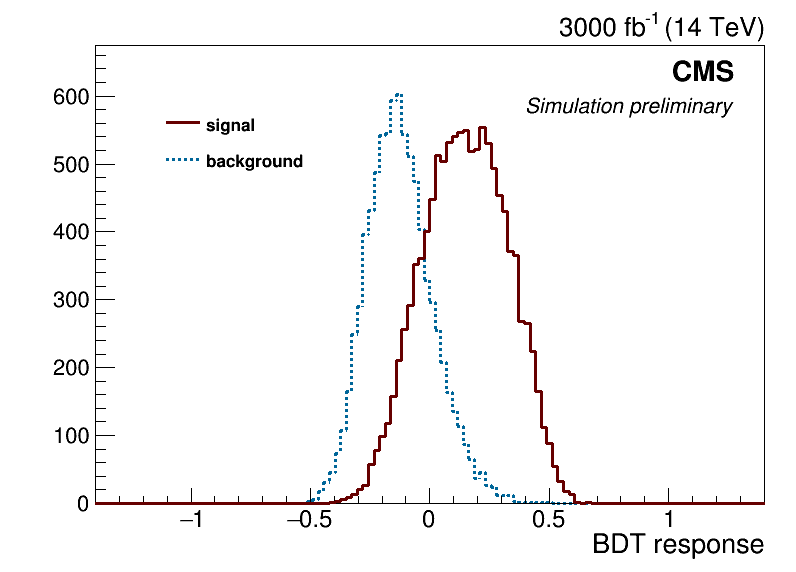 3000 fb⁻¹ (14 TeV)
CMS
Simulation preliminary
signal
background
600
500
400
300
200
100
0
−1 −0.5 0 0.5 1
BDT response